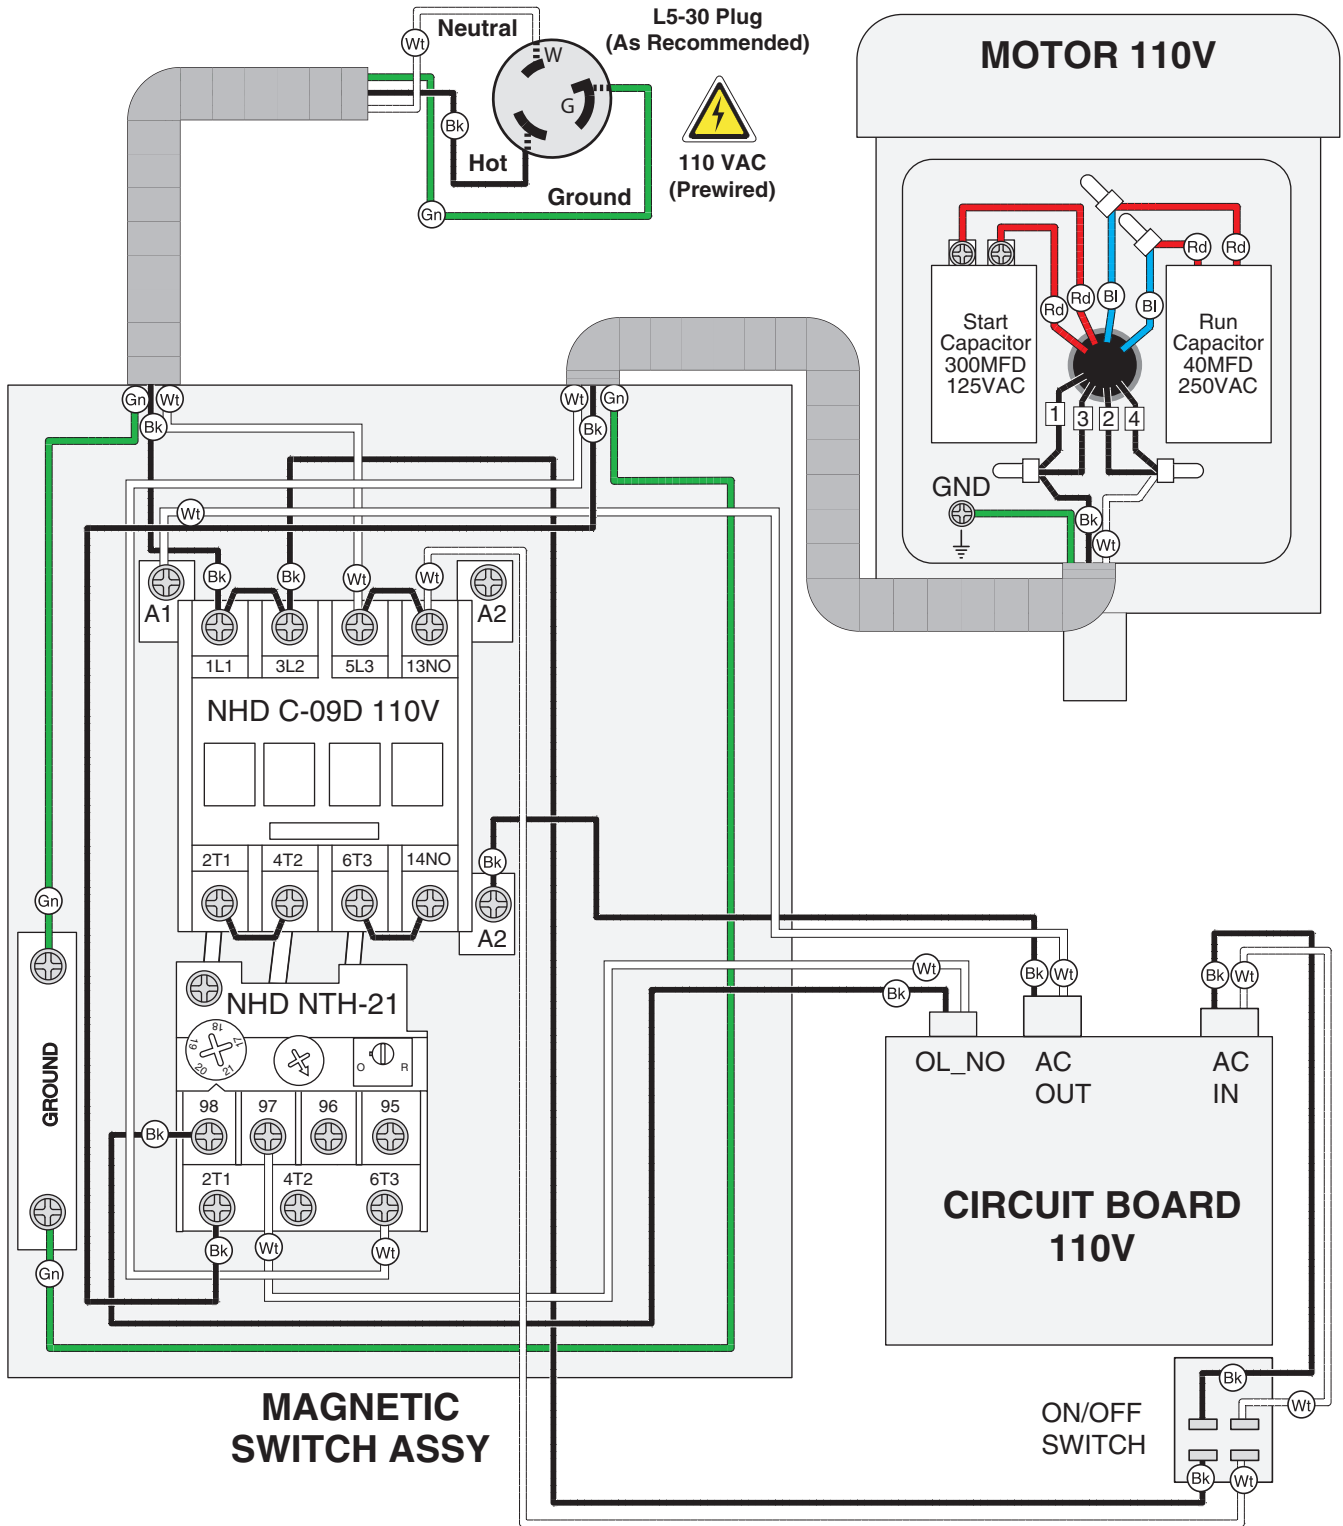 L5-30 Plug
(As Recommended)
Neutral
Wt
W
G
Bk
Hot
Ground
Gn
110 VAC
(Prewired)
MOTOR 110V
Rd
Rd
Rd
Rd
Bl
Bl
Start
Capacitor
300MFD
125VAC
Run
Capacitor
40MFD
250VAC
1
3
2
4
GND
Bk
Wt
Gn
Wt
Bk
Wt
Gn
Bk
Wt
Bk
Bk
Wt
Wt
A1
A2
1L1
3L2
5L3
13NO
NHD C-09D 110V
2T1
4T2
6T3
14NO
Bk
A2
Gn
GROUND
NHD NTH-21
17
18
19
20
21
O
R
98
97
96
95
Bk
2T1
4T2
6T3
Bk
Wt
Wt
Gn
Wt
Bk
Bk
Wt
Bk
Wt
OL_NO
AC
OUT
AC
IN
CIRCUIT BOARD
110V
ON/OFF
SWITCH
Bk
Wt
Bk
Wt
MAGNETIC
SWITCH ASSY